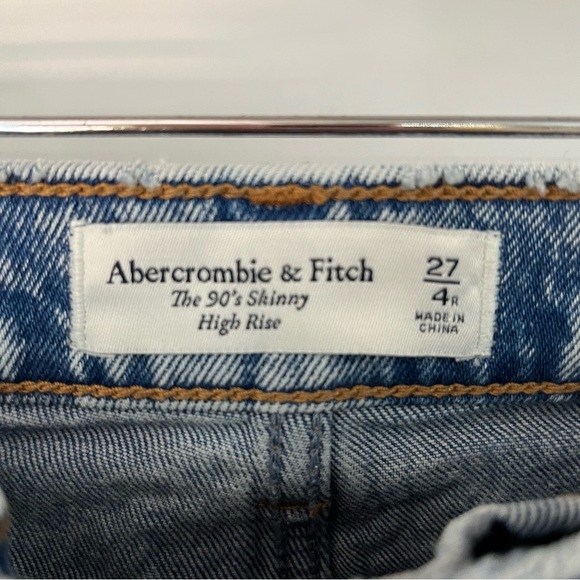 Abercrombie & Fitch
The 90's Skinny
High Rise
27
4R
MADE IN
CHINA